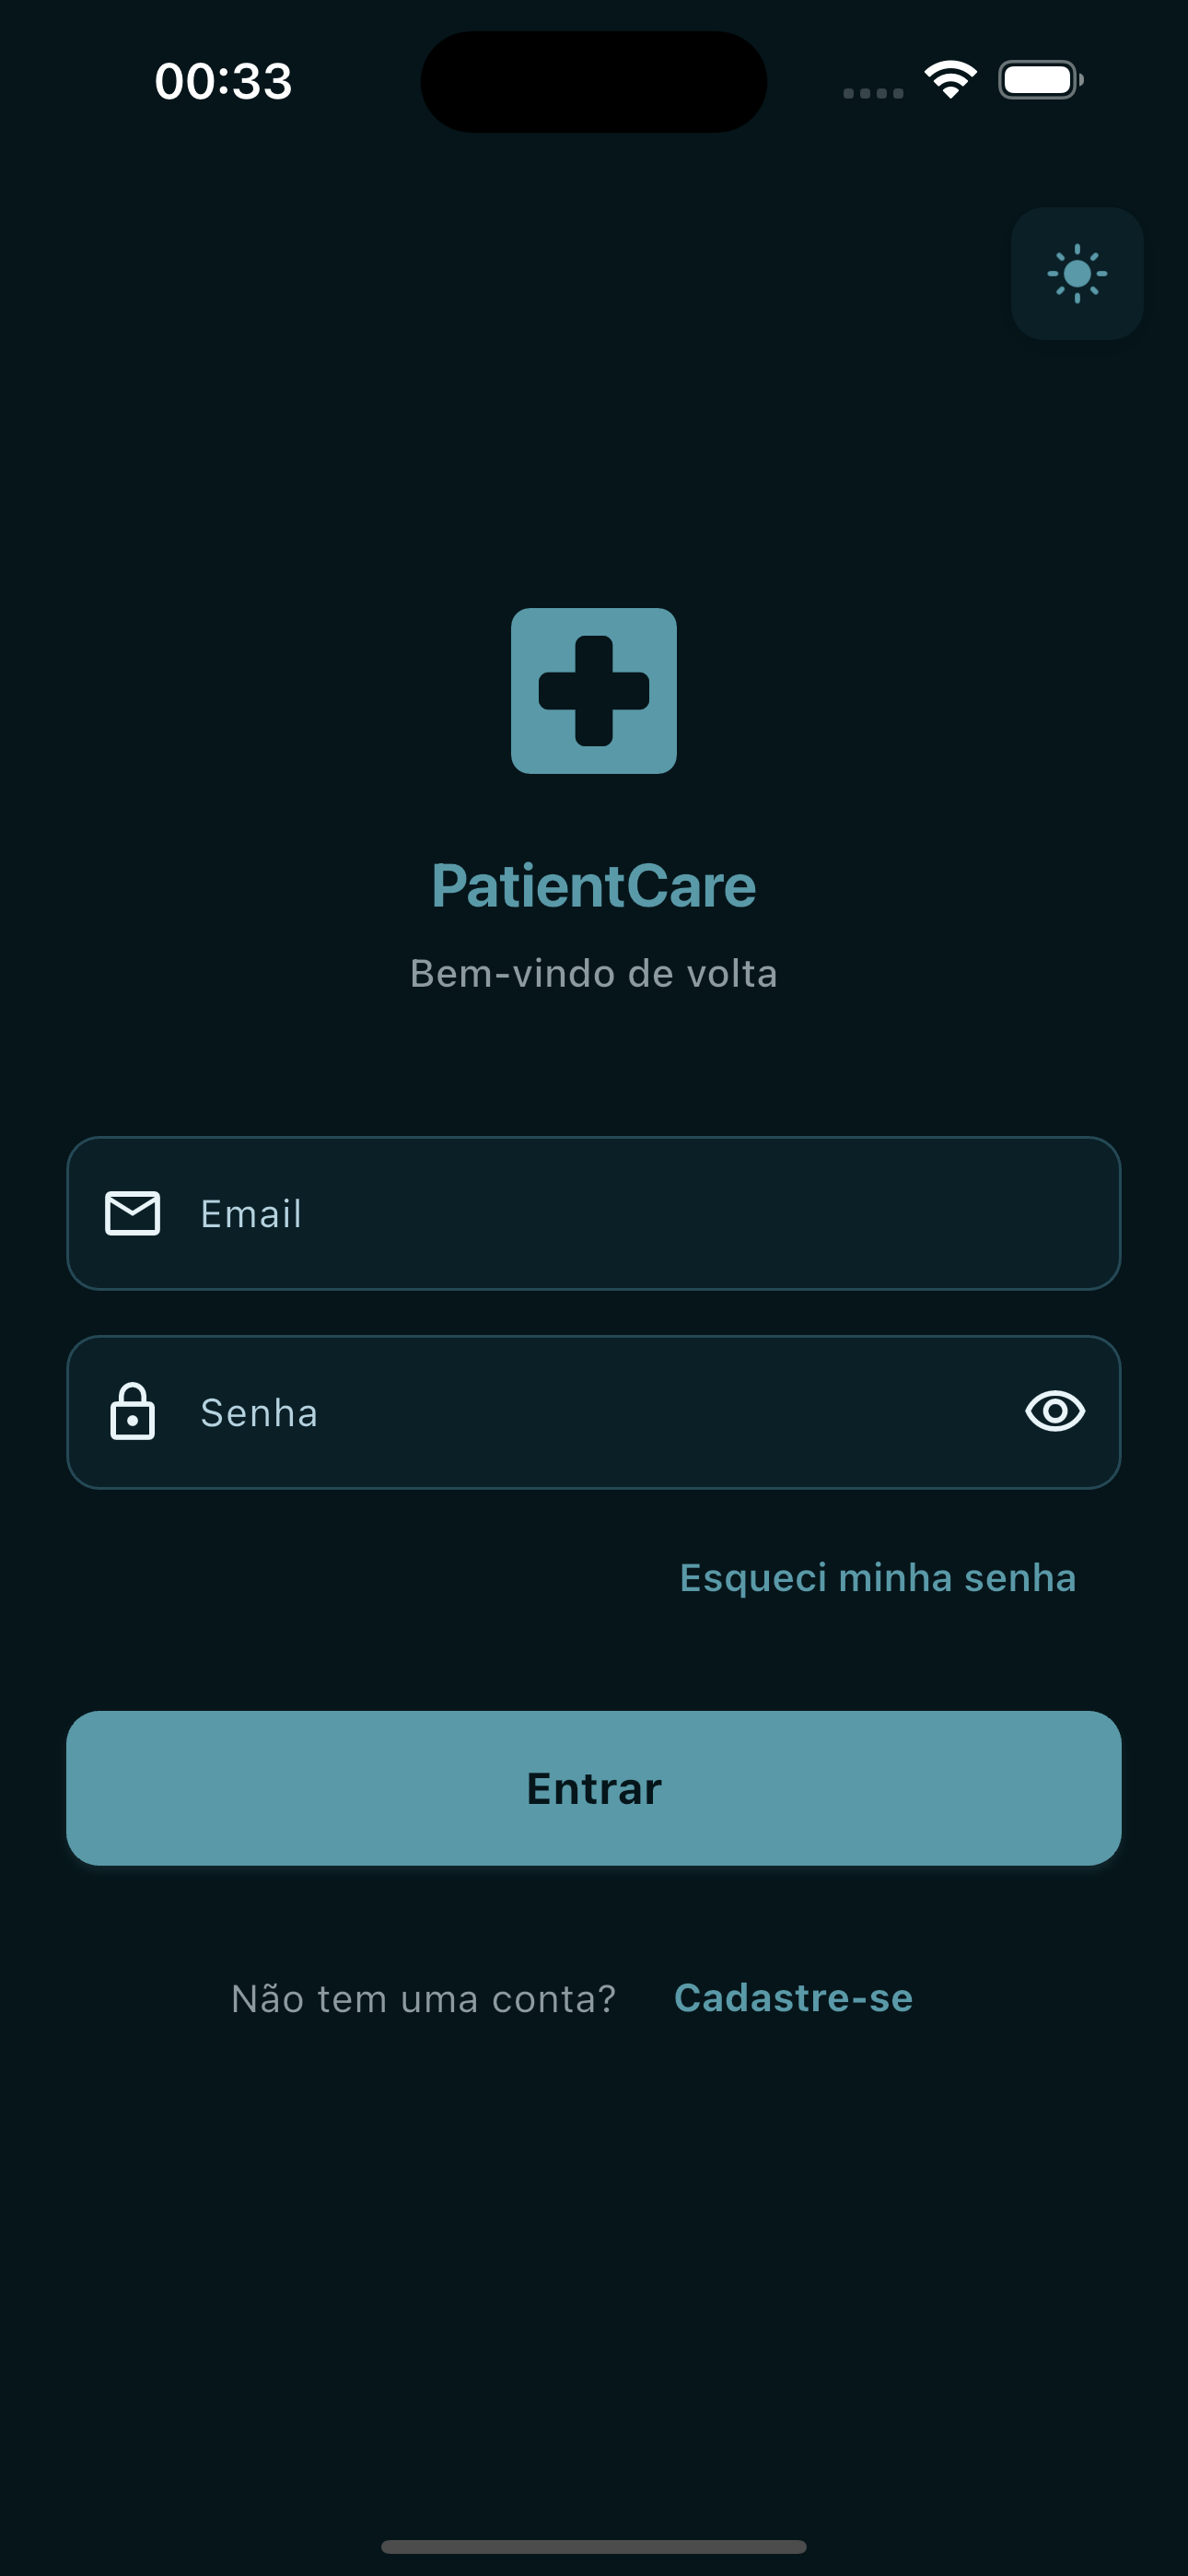 00:33
PatientCare
Bem-vindo de volta
Email
Senha
Esqueci minha senha
Entrar
Não tem uma conta? Cadastre-se